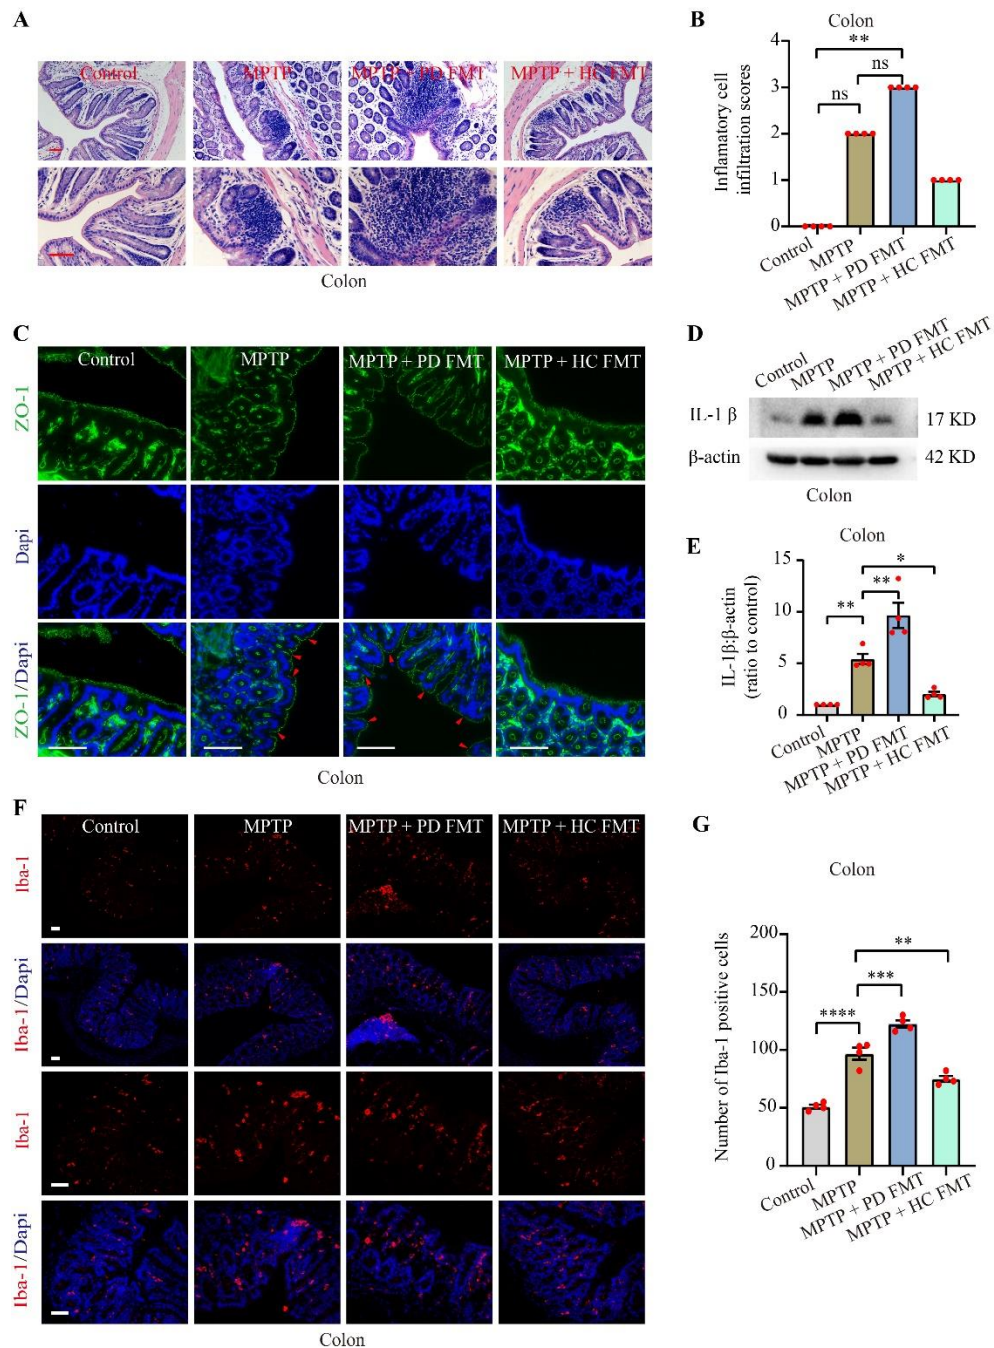 A
Control
MPTP
MPTP + PD FMT
MPTP + HC FMT
Colon
B
Colon
Inflamatory cell
infiltration scores
4
3
2
1
0
**
ns
ns
Control
MPTP
MPTP + PD FMT
MPTP + HC FMT
C
Control
MPTP
MPTP + PD FMT
MPTP + HC FMT
ZO-1
Dapi
ZO-1/Dapi
Colon
D
Control
MPTP
MPTP + PD FMT
MPTP + HC FMT
IL-1 β
17 KD
β-actin
42 KD
Colon
E
Colon
IL-1β:β-actin
(ratio to control)
15
10
5
0
*
**
**
Control
MPTP
MPTP + PD FMT
MPTP + HC FMT
F
Control
MPTP
MPTP + PD FMT
MPTP + HC FMT
Iba-1
Iba-1/Dapi
Iba-1
Iba-1/Dapi
Colon
G
Colon
Number of Iba-1 positive cells
200
150
100
50
0
**
***
****
Control
MPTP
MPTP + PD FMT
MPTP + HC FMT